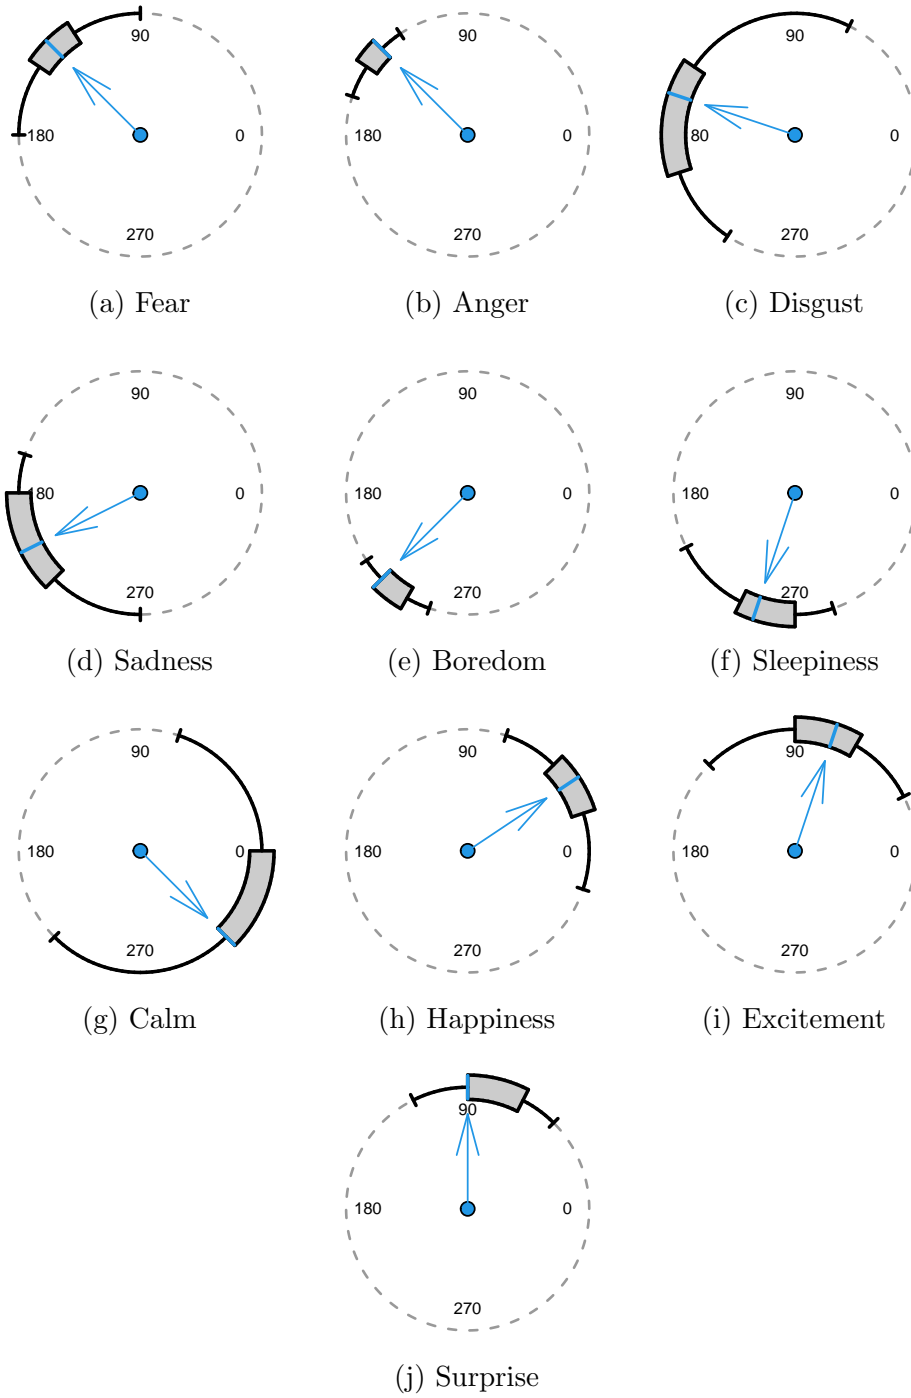 90 90 90
180 0 180 0 80 0
270 270 270
(a) Fear (b) Anger (c) Disgust
90 90 90
180 0 180 0 180 0
270 270 270
(d) Sadness (e) Boredom (f) Sleepiness
90 90 90
180 0 180 0 180 0
270 270 270
(g) Calm (h) Happiness (i) Excitement
90
180 0
270
(j) Surprise